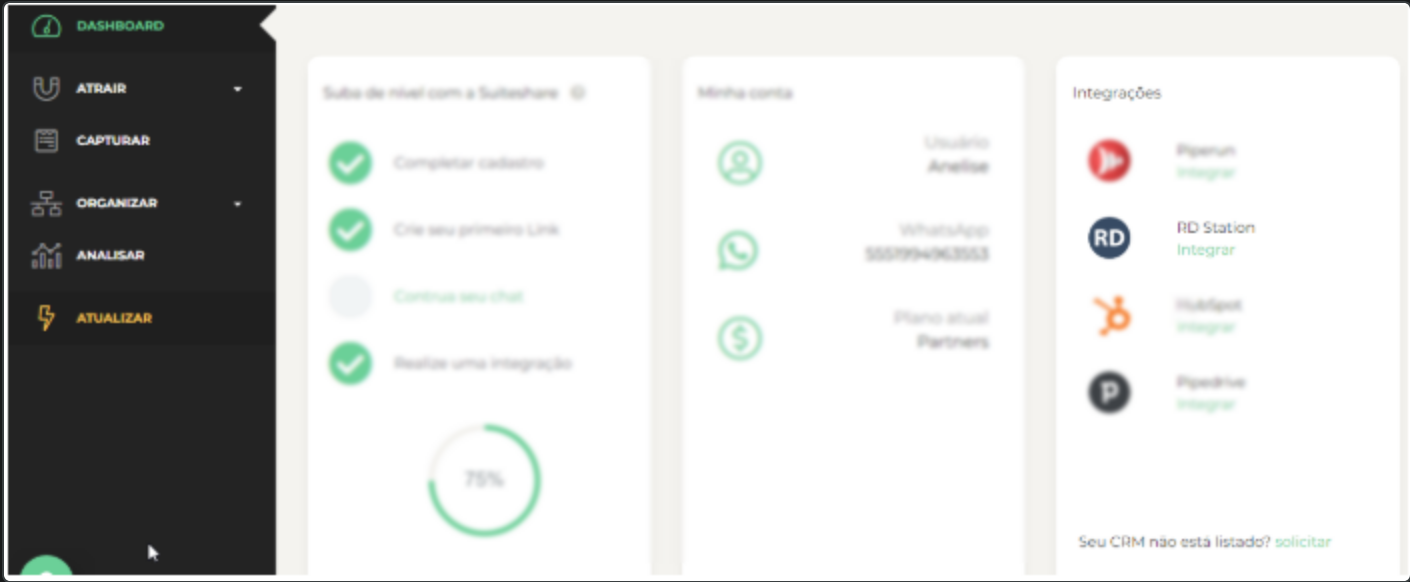 DASHBOARD
ATRAIR
CAPTURAR
ORGANIZAR
ANALISAR
ATUALIZAR
Suba de nível com a Suiteshare
Completar cadastro
Crie seu primeiro Link
Contrua seu chat
Realize uma integração
75%
Minha conta
Usuário
Anelise
WhatsApp
Plano atual
Partners
Integrações
Piperun
Integrar
RD
RD Station
Integrar
HubSpot
Integrar
P
Pipedrive
Integrar
Seu CRM não está listado? solicitar